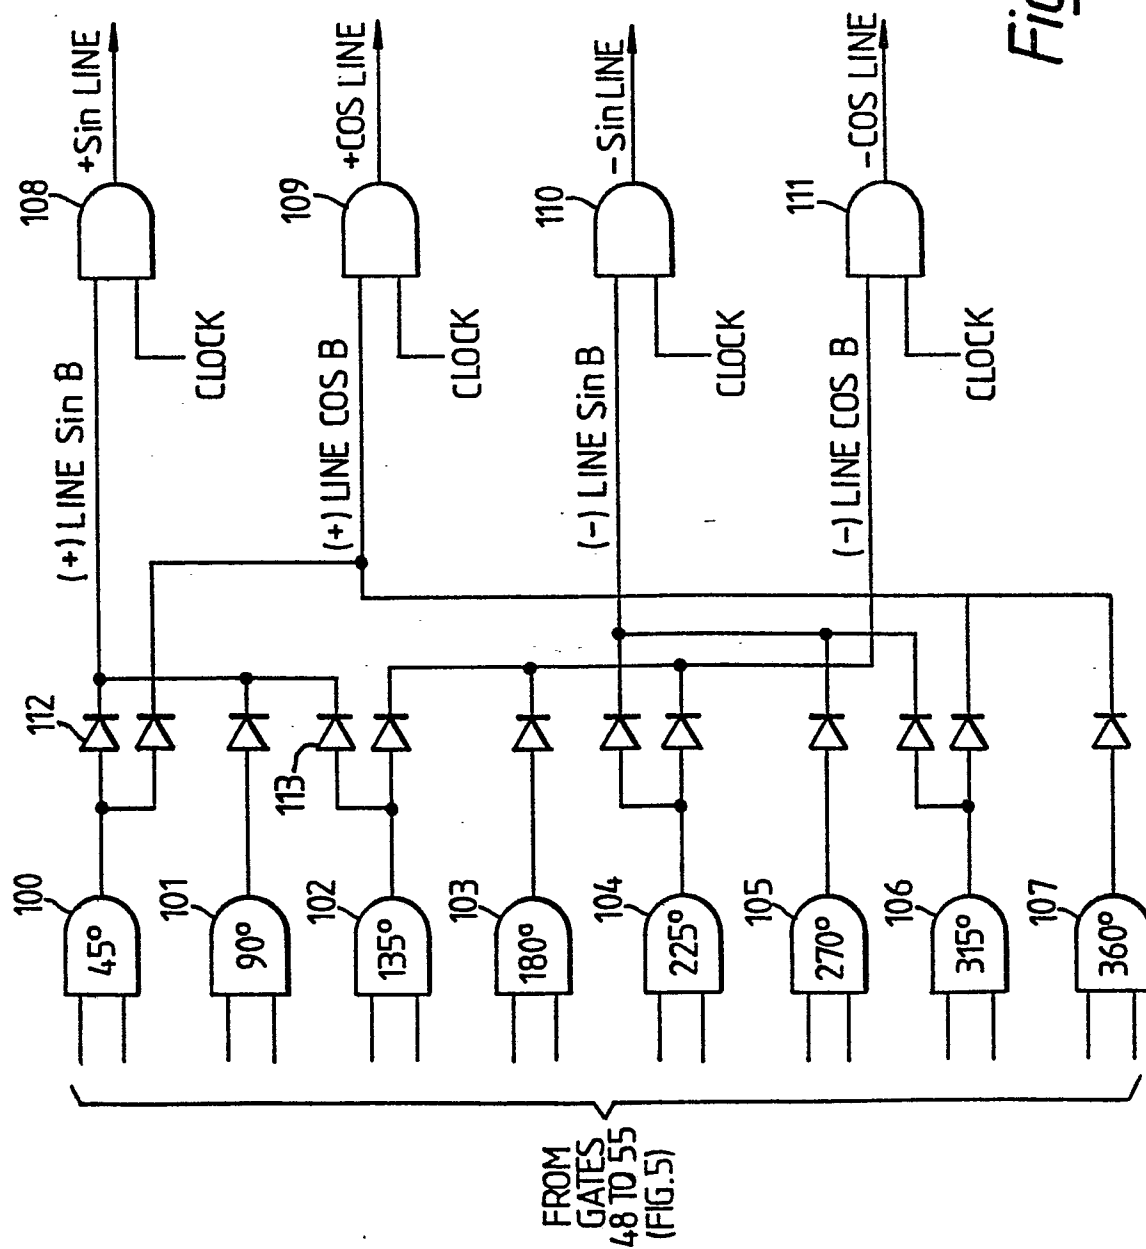 Fig
+Sin LINE
+COS LINE
-Sin LINE
-COS LINE
108
109
110
111
CLOCK
CLOCK
CLOCK
CLOCK
(+) LINE Sin B
(+) LINE COS B
(-) LINE Sin B
(-) LINE COS B
112
113
100
101
102
103
104
105
106
107
45°
90°
135°
180°
225°
270°
315°
360°
FROM
GATES
48 TO 55
(FIG.5)